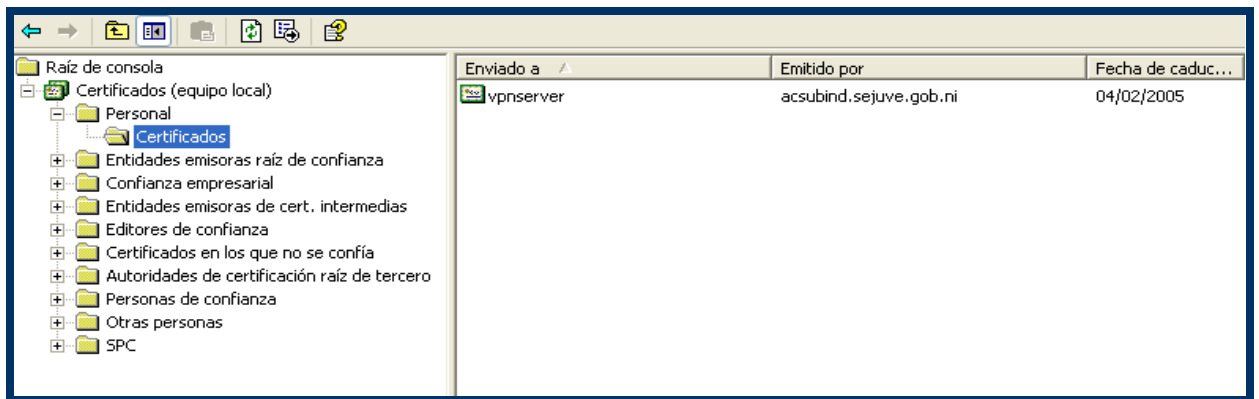 Raíz de consola
Certificados (equipo local)
Personal
Certificados
Entidades emisoras raíz de confianza
Confianza empresarial
Entidades emisoras de cert. intermedias
Editores de confianza
Certificados en los que no se confía
Autoridades de certificación raíz de tercero
Personas de confianza
Otras personas
SPC
Enviado a Emitido por Fecha de caduc...
vpnserver acsubind.sejuve.gob.ni 04/02/2005